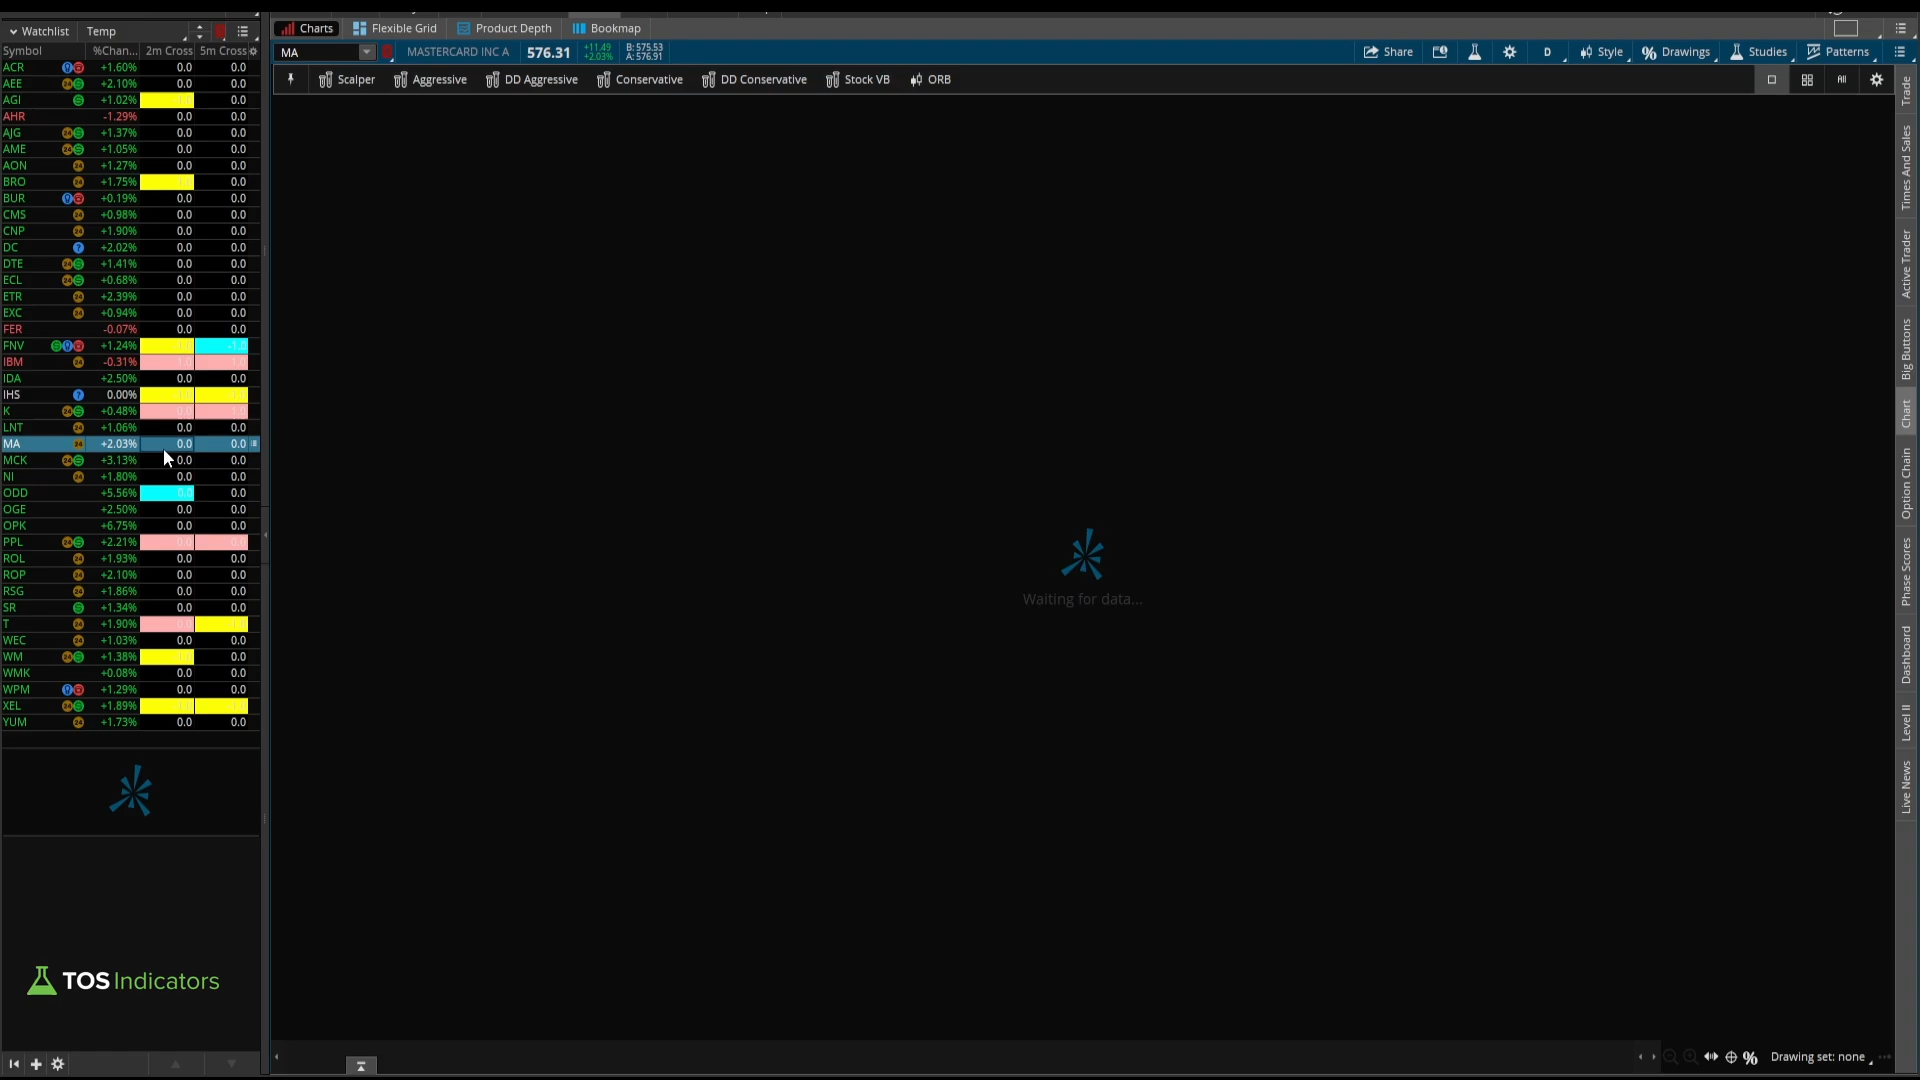 Charts Flexible Grid Product Depth Bookmap
Watchlist Temp
MA MASTERCARD INC A 576.31 +11.49 +2.03% B: 575.53 A: 576.91 Share D Style Drawings Studies Patterns
Scalper Aggressive DD Aggressive Conservative DD Conservative Stock VB ORB All
Symbol %Chan... 2m Cross 5m Cross
ACR +1.60% 0.0 0.0
AEE +2.10% 0.0 0.0
AGI +1.02% 0.0
AHR -1.29% 0.0 0.0
AJG +1.37% 0.0 0.0
AME +1.05% 0.0 0.0
AON +1.27% 0.0 0.0
BRO +1.75% 0.0
BUR +0.19% 0.0 0.0
CMS +0.98% 0.0 0.0
CNP +1.90% 0.0 0.0
DC +2.02% 0.0 0.0
DTE +1.41% 0.0 0.0
ECL +0.68% 0.0 0.0
ETR +2.39% 0.0 0.0
EXC +0.94% 0.0 0.0
FER -0.07% 0.0 0.0
FNV +1.24%
IBM -0.31%
IDA +2.50% 0.0 0.0
IHS 0.00%
K +0.48%
LNT +1.06% 0.0 0.0
MA +2.03% 0.0 0.0
MCK +3.13% 0.0 0.0
NI +1.80% 0.0 0.0
ODD +5.56% 0.0
OGE +2.50% 0.0 0.0
OPK +6.75% 0.0 0.0
PPL +2.21%
ROL +1.93% 0.0 0.0
ROP +2.10% 0.0 0.0
RSG +1.86% 0.0 0.0
SR +1.34% 0.0 0.0
T +1.90%
WEC +1.03% 0.0 0.0
WM +1.38% 0.0
WMK +0.08% 0.0 0.0
WPM +1.29% 0.0 0.0
XEL +1.89%
YUM +1.73% 0.0 0.0
Waiting for data...
TOS Indicators
Trade
Times And Sales
Active Trader
Big Buttons
Chart
Option Chain
Phase Scores
Dashboard
Level II
Live News
Drawing set: none